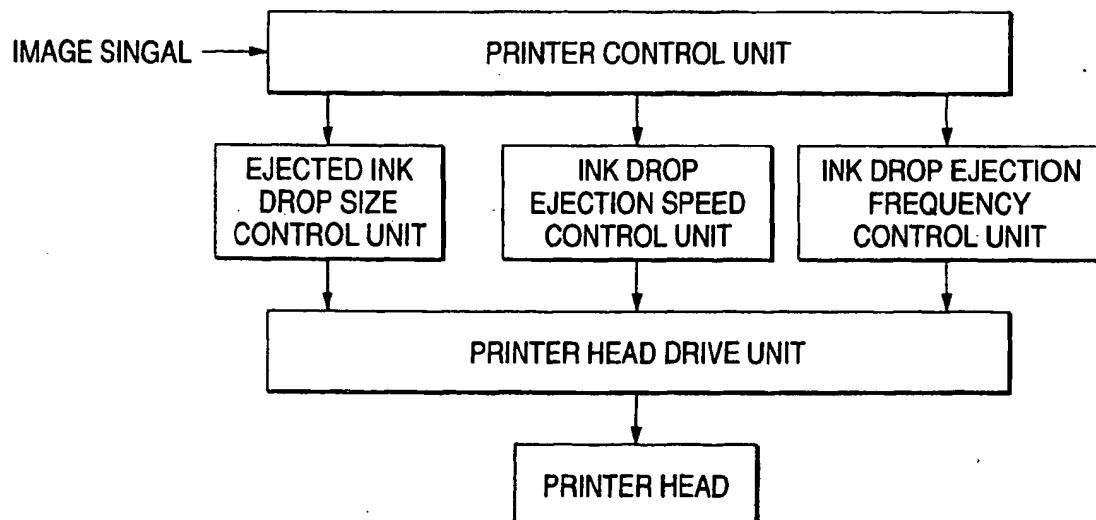 IMAGE SINGAL
PRINTER CONTROL UNIT
EJECTED INK
DROP SIZE
CONTROL UNIT
INK DROP
EJECTION SPEED
CONTROL UNIT
INK DROP EJECTION
FREQUENCY
CONTROL UNIT
PRINTER HEAD DRIVE UNIT
PRINTER HEAD